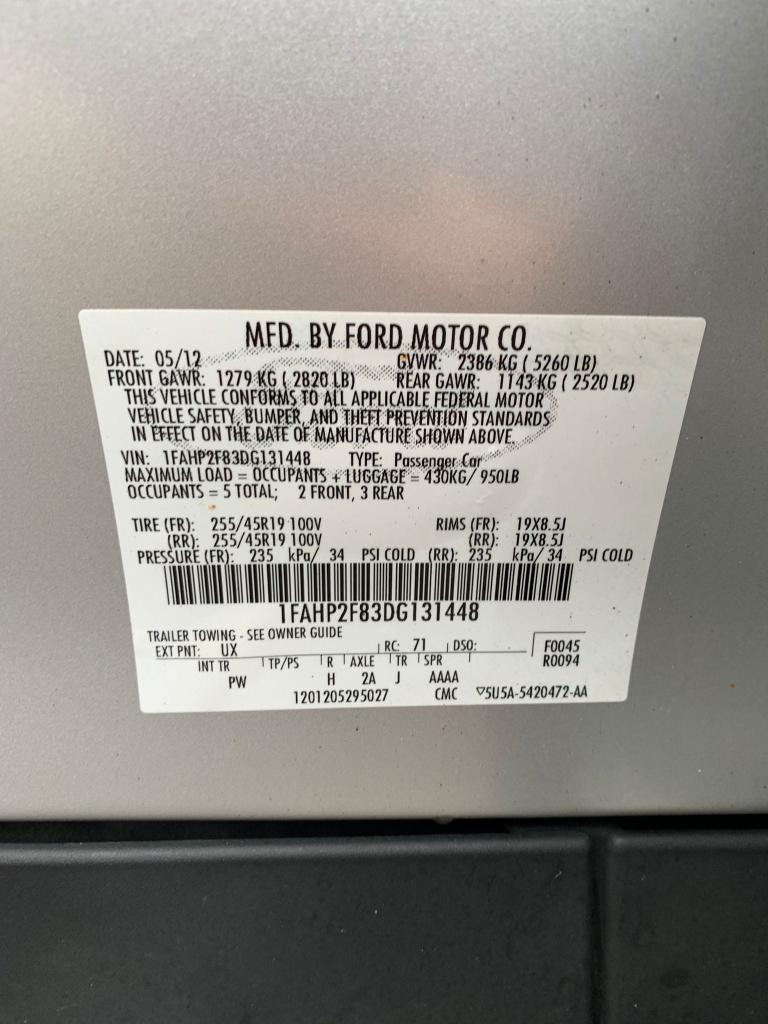 MFD. BY FORD MOTOR CO.
DATE: 05/12 GVWR: 2386 KG ( 5260 LB)
FRONT GAWR: 1279 KG ( 2820 LB) REAR GAWR: 1143 KG ( 2520 LB)
THIS VEHICLE CONFORMS TO ALL APPLICABLE FEDERAL MOTOR
VEHICLE SAFETY, BUMPER, AND THEFT PREVENTION STANDARDS
IN EFFECT ON THE DATE OF MANUFACTURE SHOWN ABOVE.
VIN: 1FAHP2F83DG131448 TYPE: Passenger Car
MAXIMUM LOAD = OCCUPANTS + LUGGAGE = 430KG/ 950LB
OCCUPANTS = 5 TOTAL; 2 FRONT, 3 REAR
TIRE (FR): 255/45R19 100V RIMS (FR): 19X8.5J
(RR): 255/45R19 100V (RR): 19X8.5J
PRESSURE (FR): 235 kPa/ 34 PSI COLD (RR): 235 kPa/ 34 PSI COLD
1FAHP2F83DG131448
TRAILER TOWING - SEE OWNER GUIDE
EXT PNT: UX RC: 71 DSO: F0045
INT TR TP/PS R AXLE TR SPR R0094
PW H 2A J AAAA
1201205295027 CMC ▽5U5A-5420472-AA